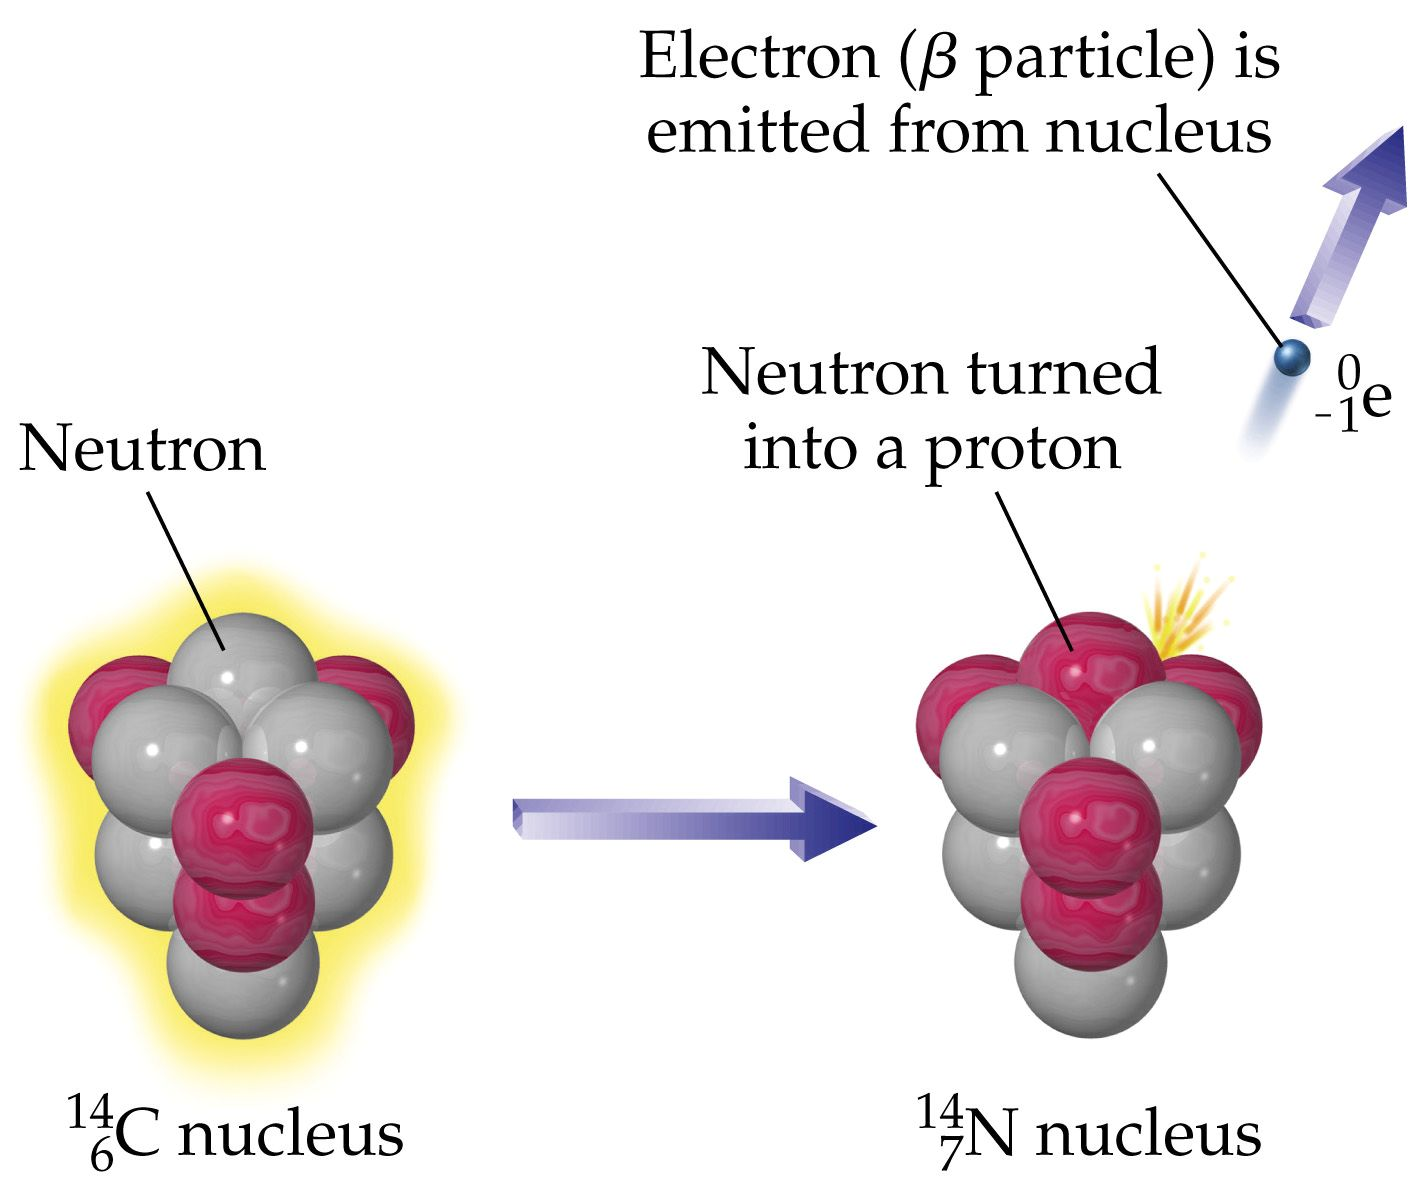 Electron (β particle) is
emitted from nucleus
0
-1e
Neutron turned
into a proton
Neutron
14
6C nucleus
14
7N nucleus